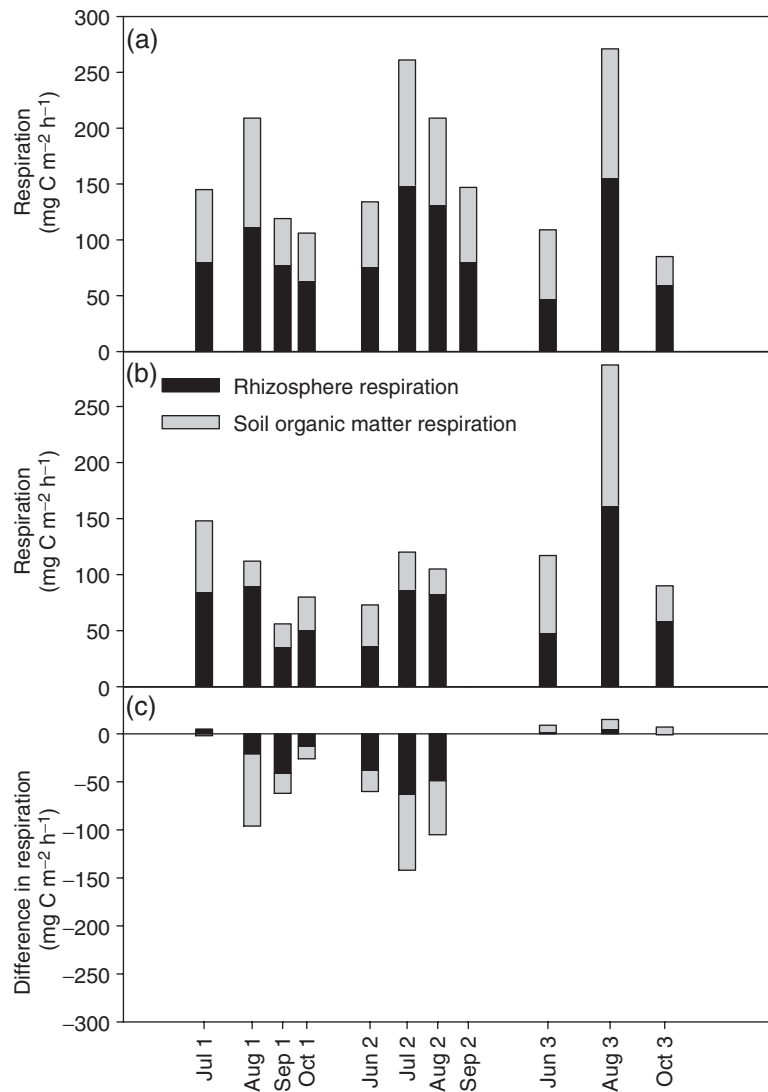 (a)
300
250
200
150
100
50
0
Respiration
(mg C m⁻² h⁻¹)
(b)
Rhizosphere respiration
Soil organic matter respiration
250
200
150
100
50
0
Respiration
(mg C m⁻² h⁻¹)
(c)
0
−50
−100
−150
−200
−250
−300
Difference in respiration
(mg C m⁻² h⁻¹)
Jul 1
Aug 1
Sep 1
Oct 1
Jun 2
Jul 2
Aug 2
Sep 2
Jun 3
Aug 3
Oct 3